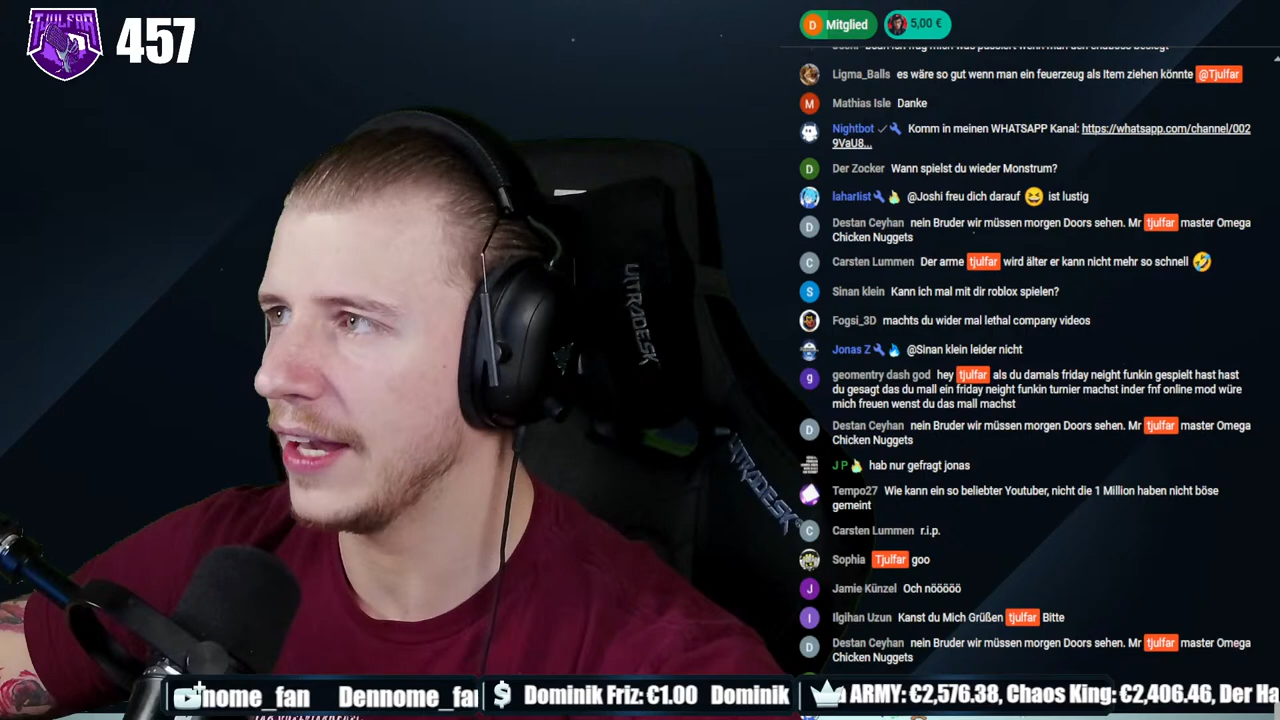 TJULFAR
457
D Mitglied
5,00 €
Ligma_Balls es wäre so gut wenn man ein feuerzeug als Item ziehen könnte @Tjulfar
M Mathias Isle Danke
Nightbot Komm in meinen WHATSAPP Kanal: https://whatsapp.com/channel/002
9VaU8...
D Der Zocker Wann spielst du wieder Monstrum?
laharlist @Joshi freu dich darauf 😆 ist lustig
D Destan Ceyhan nein Bruder wir müssen morgen Doors sehen. Mr tjulfar master Omega
Chicken Nuggets
C Carsten Lummen Der arme tjulfar wird älter er kann nicht mehr so schnell 🤣
S Sinan klein Kann ich mal mit dir roblox spielen?
Fogsi_3D machts du wider mal lethal company videos
Jonas Z @Sinan klein leider nicht
g geomentry dash god hey tjulfar als du damals friday neight funkin gespielt hast hast
du gesagt das du mall ein friday neight funkin turnier machst inder fnf online mod würe
mich freuen wenst du das mall machst
D Destan Ceyhan nein Bruder wir müssen morgen Doors sehen. Mr tjulfar master Omega
Chicken Nuggets
J P hab nur gefragt jonas
Tempo27 Wie kann ein so beliebter Youtuber, nicht die 1 Million haben nicht böse
gemeint
C Carsten Lummen r.i.p.
Sophia Tjulfar goo
J Jamie Künzel Och nööööö
I Ilgihan Uzun Kanst du Mich Grüßen tjulfar Bitte
D Destan Ceyhan nein Bruder wir müssen morgen Doors sehen. Mr tjulfar master Omega
Chicken Nuggets
ULTRADESK
ULTRADESK
nome_fan Dennome_fan
$ Dominik Friz: €1.00 Dominik
ARMY: €2,576.38, Chaos King: €2,406.46, Der Ha